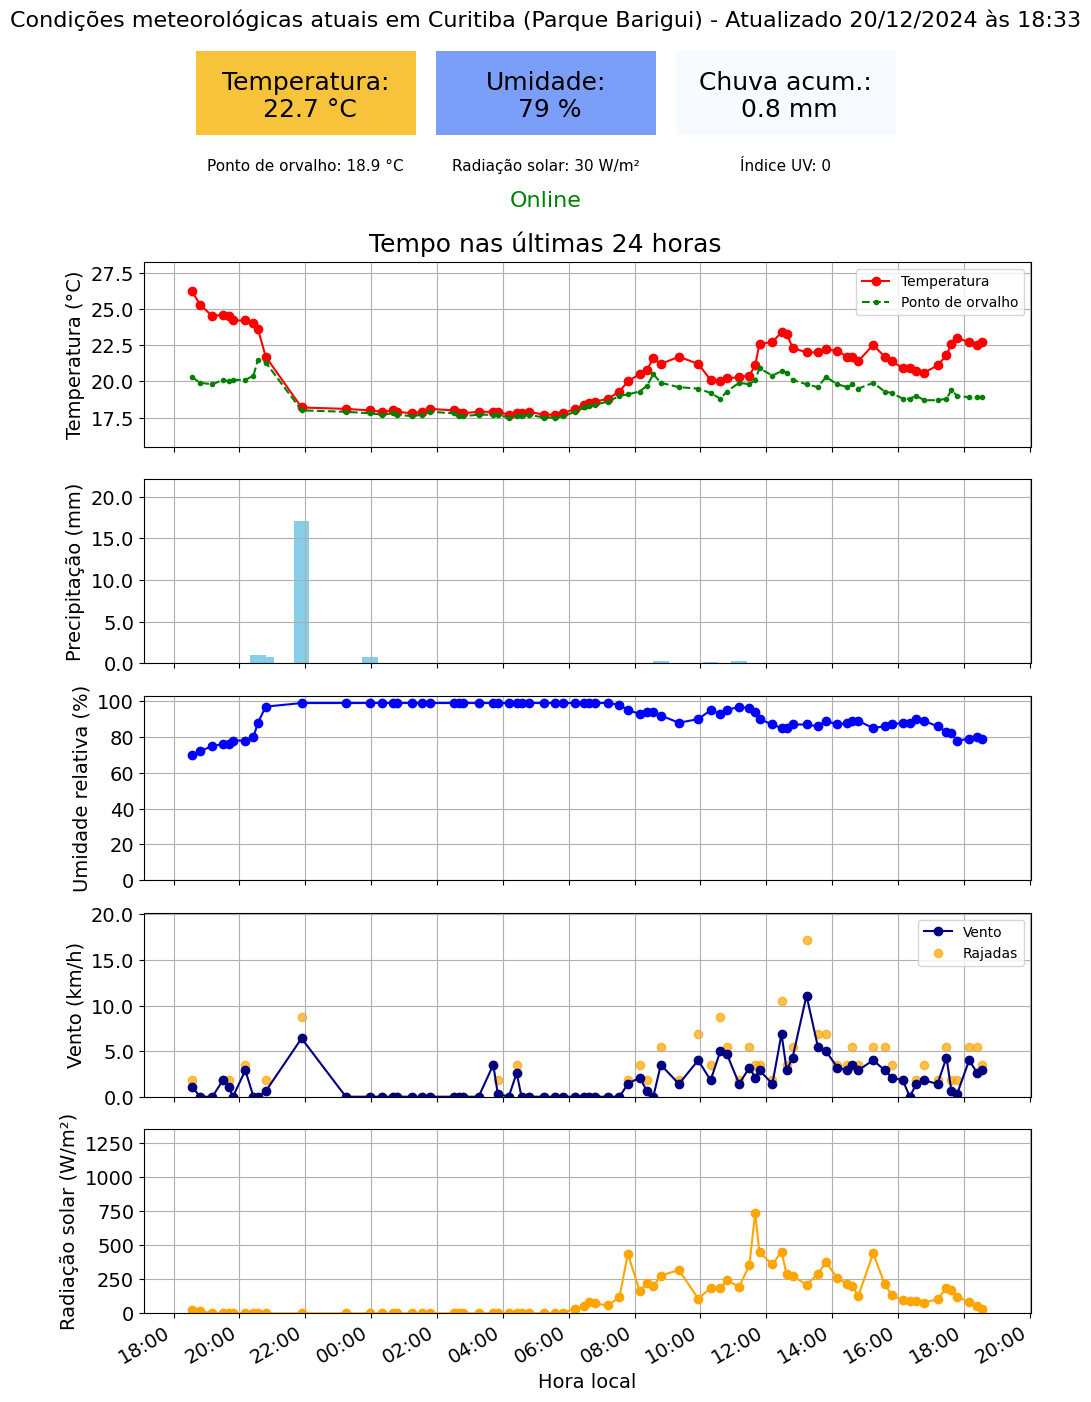 Condições meteorológicas atuais em Curitiba (Parque Barigui) - Atualizado 20/12/2024 às 18:33
Temperatura:
22.7 °C
Umidade:
79 %
Chuva acum.:
0.8 mm
Ponto de orvalho: 18.9 °C
Radiação solar: 30 W/m²
Índice UV: 0
Online
Tempo nas últimas 24 horas
Temperatura (°C)
27.5
25.0
22.5
20.0
17.5
Temperatura
Ponto de orvalho
Precipitação (mm)
20.0
15.0
10.0
5.0
0.0
Umidade relativa (%)
100
80
60
40
20
0
Vento (km/h)
20.0
15.0
10.0
5.0
0.0
Vento
Rajadas
Radiação solar (W/m²)
1250
1000
750
500
250
0
18:00
20:00
22:00
00:00
02:00
04:00
06:00
08:00
10:00
12:00
14:00
16:00
18:00
20:00
Hora local